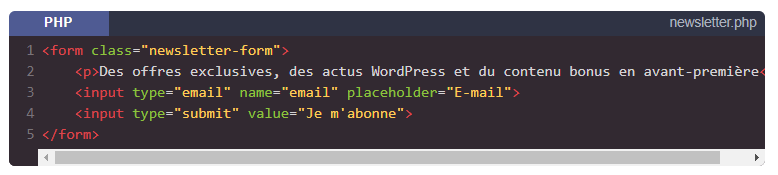 PHP newsletter.php
1 <form class="newsletter-form">
2     <p>Des offres exclusives, des actus WordPress et du contenu bonus en avant-première<
3     <input type="email" name="email" placeholder="E-mail">
4     <input type="submit" value="Je m'abonne">
5 </form>